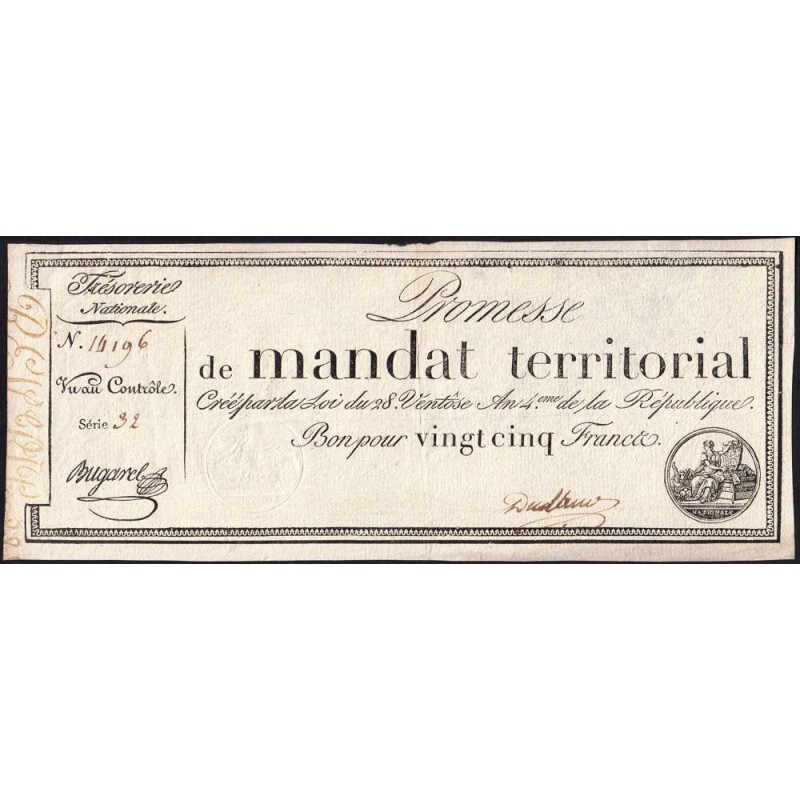 Trésorerie
Nationale.
N. 14196
Vu au Contrôle.
Série 32
Bugarel
Promesse
de mandat territorial
Créé par la Loi du 28. Ventôse An 4.eme de la République.
Bon pour vingt cinq Francs.
NATIONALE